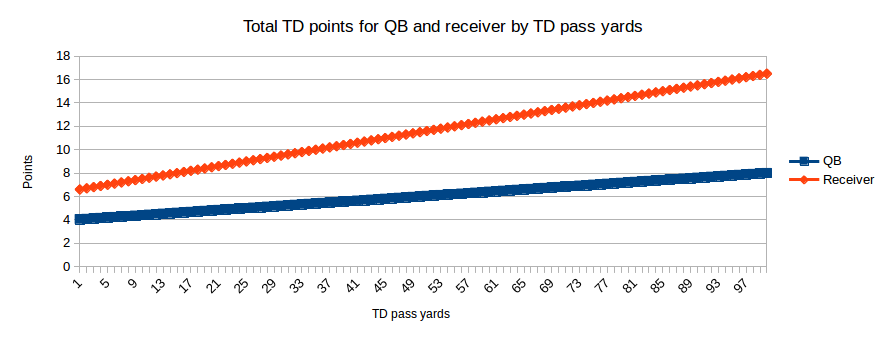 Total TD points for QB and receiver by TD pass yards
18
16
14
12
10
8
6
4
2
0
Points
1 5 9 13 17 21 25 29 33 37 41 45 49 53 57 61 65 69 73 77 81 85 89 93 97
TD pass yards
QB
Receiver